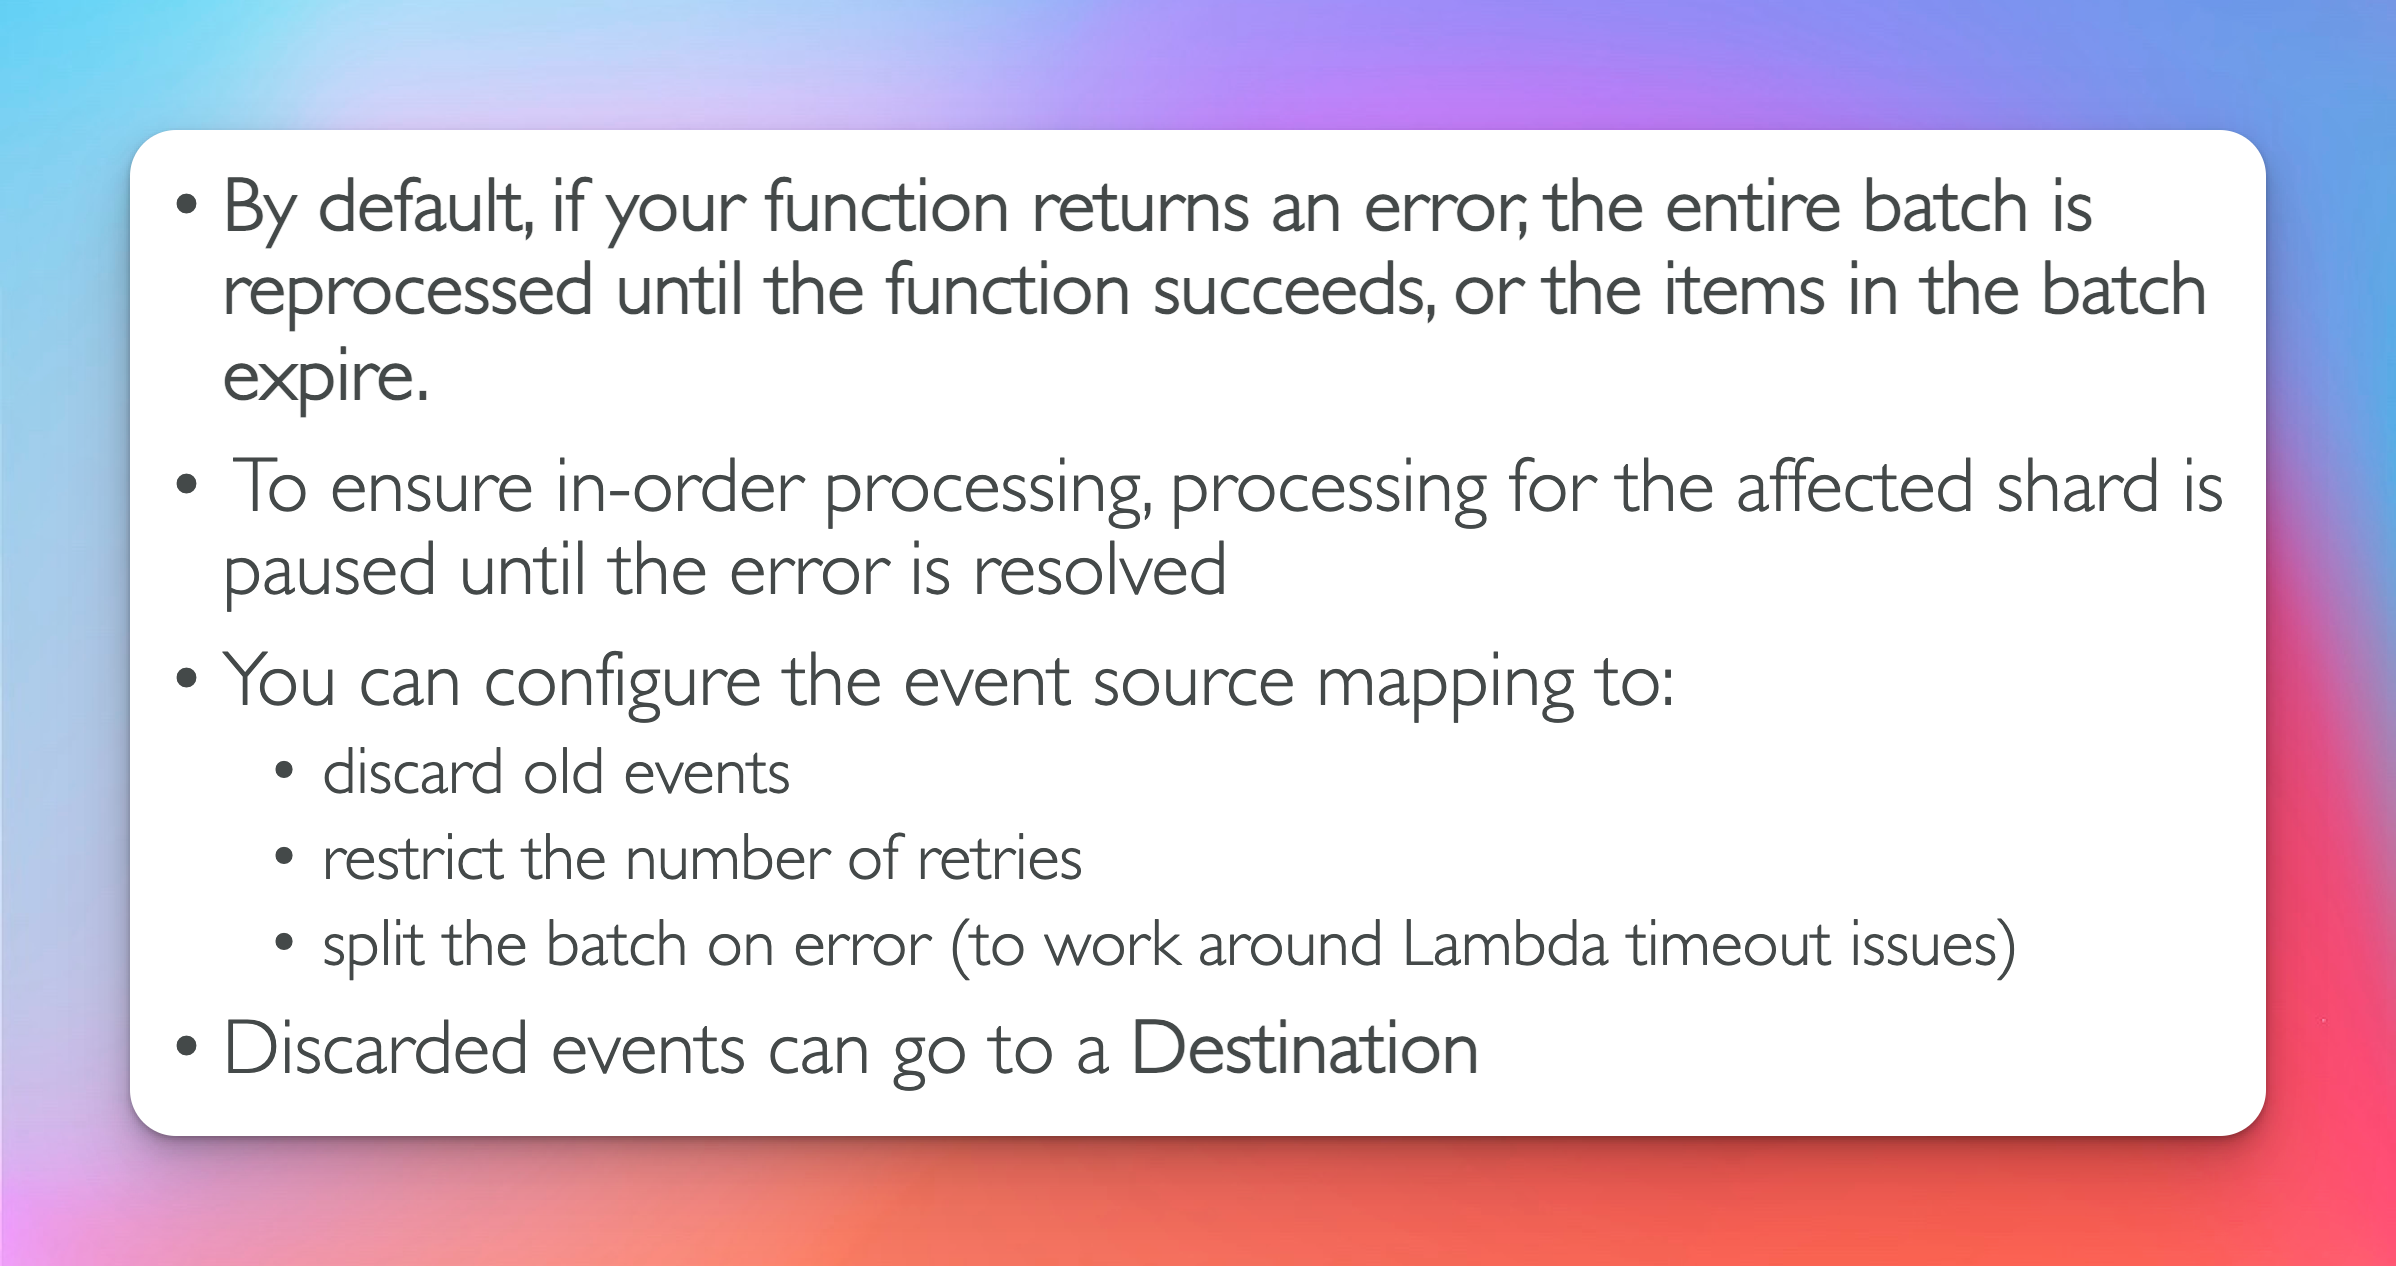 • By default, if your function returns an error, the entire batch is
reprocessed until the function succeeds, or the items in the batch
expire.
• To ensure in-order processing, processing for the affected shard is
paused until the error is resolved
• You can configure the event source mapping to:
• discard old events
• restrict the number of retries
• split the batch on error (to work around Lambda timeout issues)
• Discarded events can go to a Destination